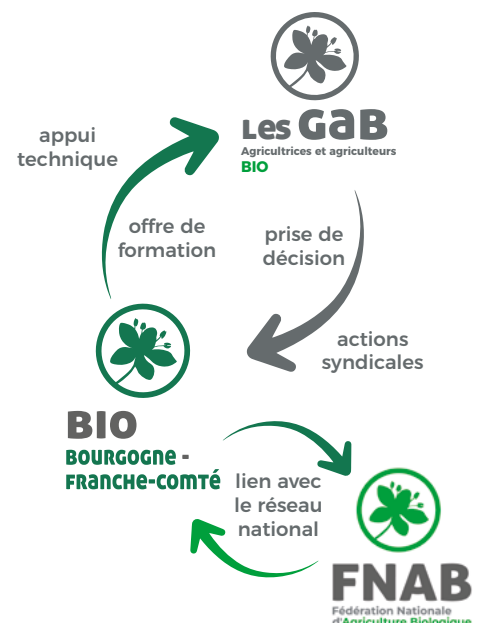 Les GaB
Agricultrices et agriculteurs
BIO
appui
technique
offre de
formation
prise de
décision
actions
syndicales
BIO
BOURGOGNE -
FRANCHE-COMTÉ
lien avec
le réseau
national
FNAB
Fédération Nationale
d'Agriculture Biologique